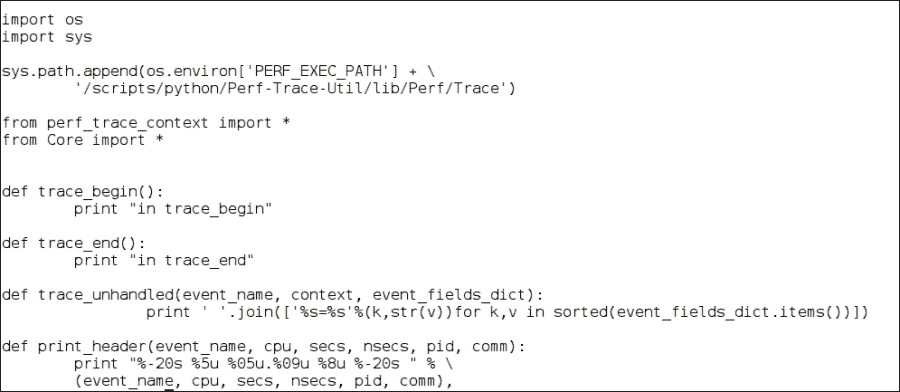 import os
import sys
sys.path.append(os.environ['PERF_EXEC_PATH'] + \
'/scripts/python/Perf-Trace-Util/lib/Perf/Trace')
from perf_trace_context import *
from Core import *
def trace_begin():
print "in trace_begin"
def trace_end():
print "in trace_end"
def trace_unhandled(event_name, context, event_fields_dict):
print ' '.join(['%s=%s'%(k,str(v))for k,v in sorted(event_fields_dict.items())])
def print_header(event_name, cpu, secs, nsecs, pid, comm):
print "%-20s %5u %05u.%09u %8u %-20s " % \
(event_name, cpu, secs, nsecs, pid, comm),